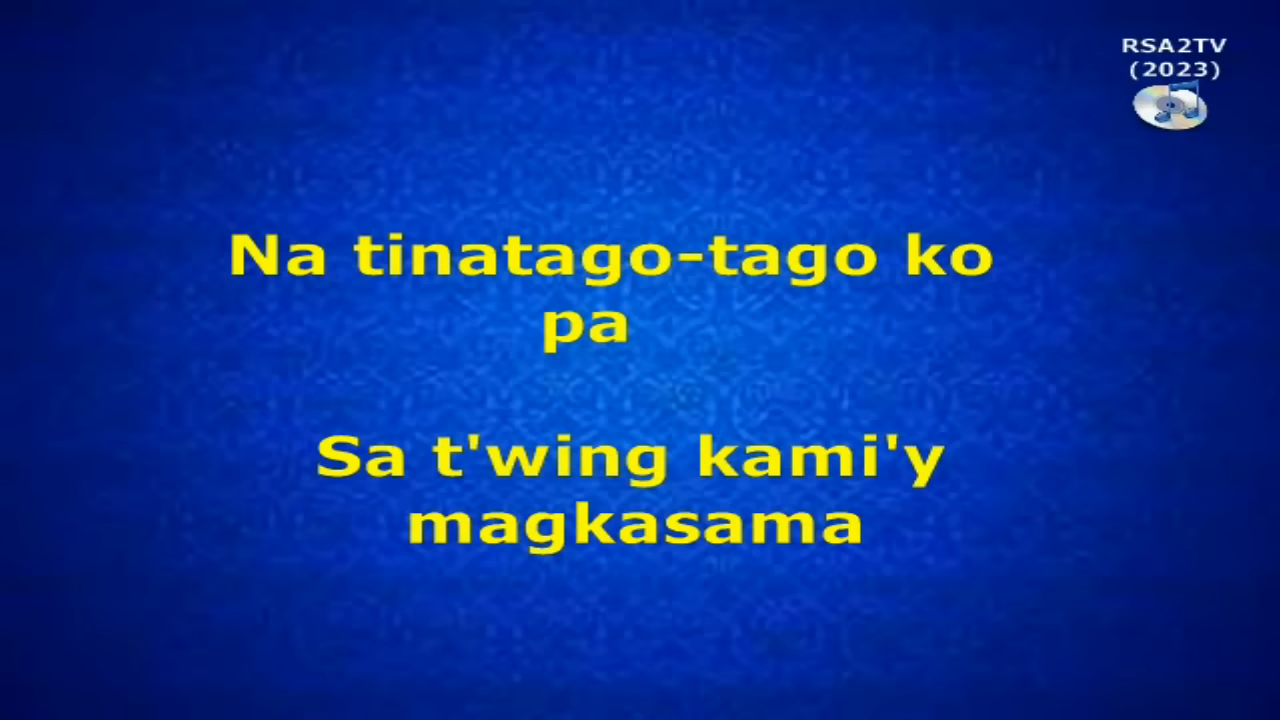 RSA2TV
(2023)
Na tinatago-tago ko
pa
Sa t'wing kami'y
magkasama